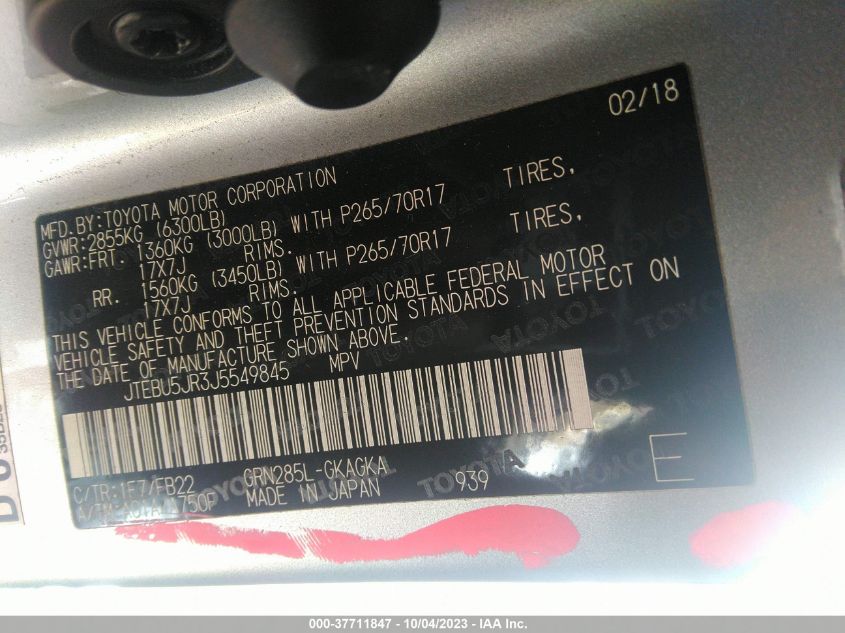 02/18
MFD.BY:TOYOTA MOTOR CORPORATION
GVWR:2855KG (6300LB)
GAWR:FRT. 1360KG (3000LB) WITH P265/70R17 TIRES,
17X7J RIMS.
RR. 1560KG (3450LB) WITH P265/70R17 TIRES,
17X7J RIMS.
THIS VEHICLE CONFORMS TO ALL APPLICABLE FEDERAL MOTOR
VEHICLE SAFETY AND THEFT PREVENTION STANDARDS IN EFFECT ON
THE DATE OF MANUFACTURE SHOWN ABOVE.
JTEBU5JR3J5549845 MPV
C/TR:1F7/FB22 GRN285L-GKAGKA
MADE IN JAPAN 939 E
000-37711847 - 10/04/2023 - IAA Inc.